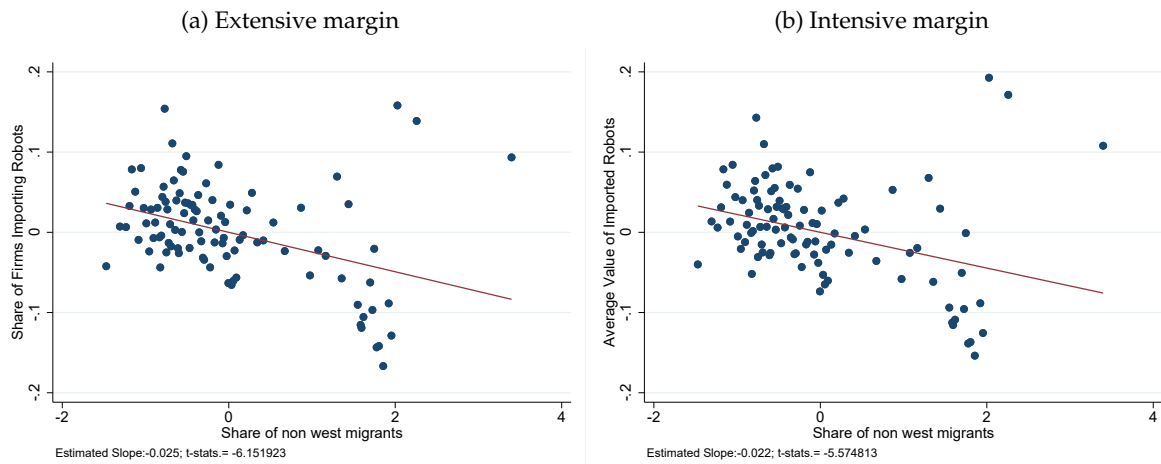 (a) Extensive margin
.2
.1
0
-.1
-.2
Share of Firms Importing Robots
-2
0
2
4
Share of non west migrants
Estimated Slope:-0.025; t-stats.= -6.151923
(b) Intensive margin
.2
.1
0
-.1
-.2
Average Value of Imported Robots
-2
0
2
4
Share of non west migrants
Estimated Slope:-0.022; t-stats.= -5.574813